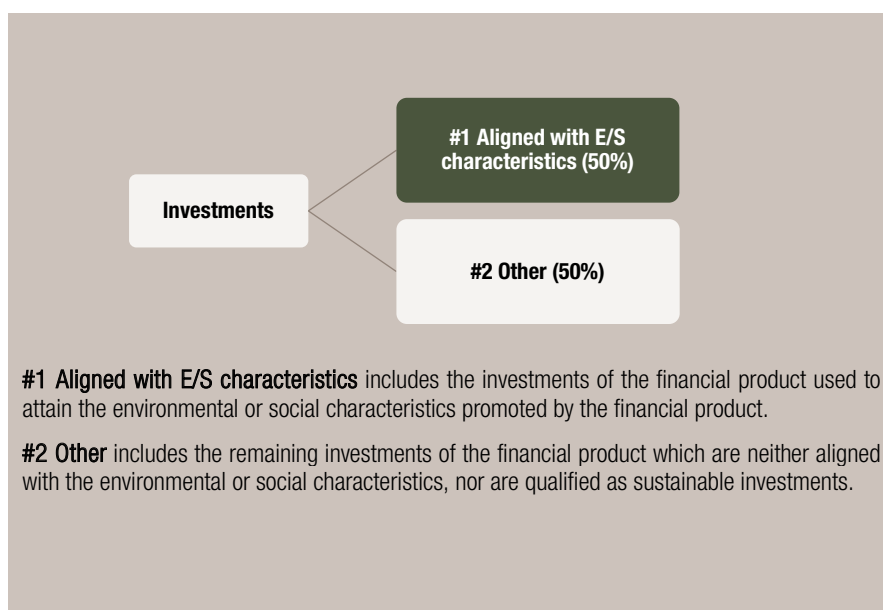 #1 Aligned with E/S
characteristics (50%)
Investments
#2 Other (50%)
#1 Aligned with E/S characteristics includes the investments of the financial product used to
attain the environmental or social characteristics promoted by the financial product.
#2 Other includes the remaining investments of the financial product which are neither aligned
with the environmental or social characteristics, nor are qualified as sustainable investments.